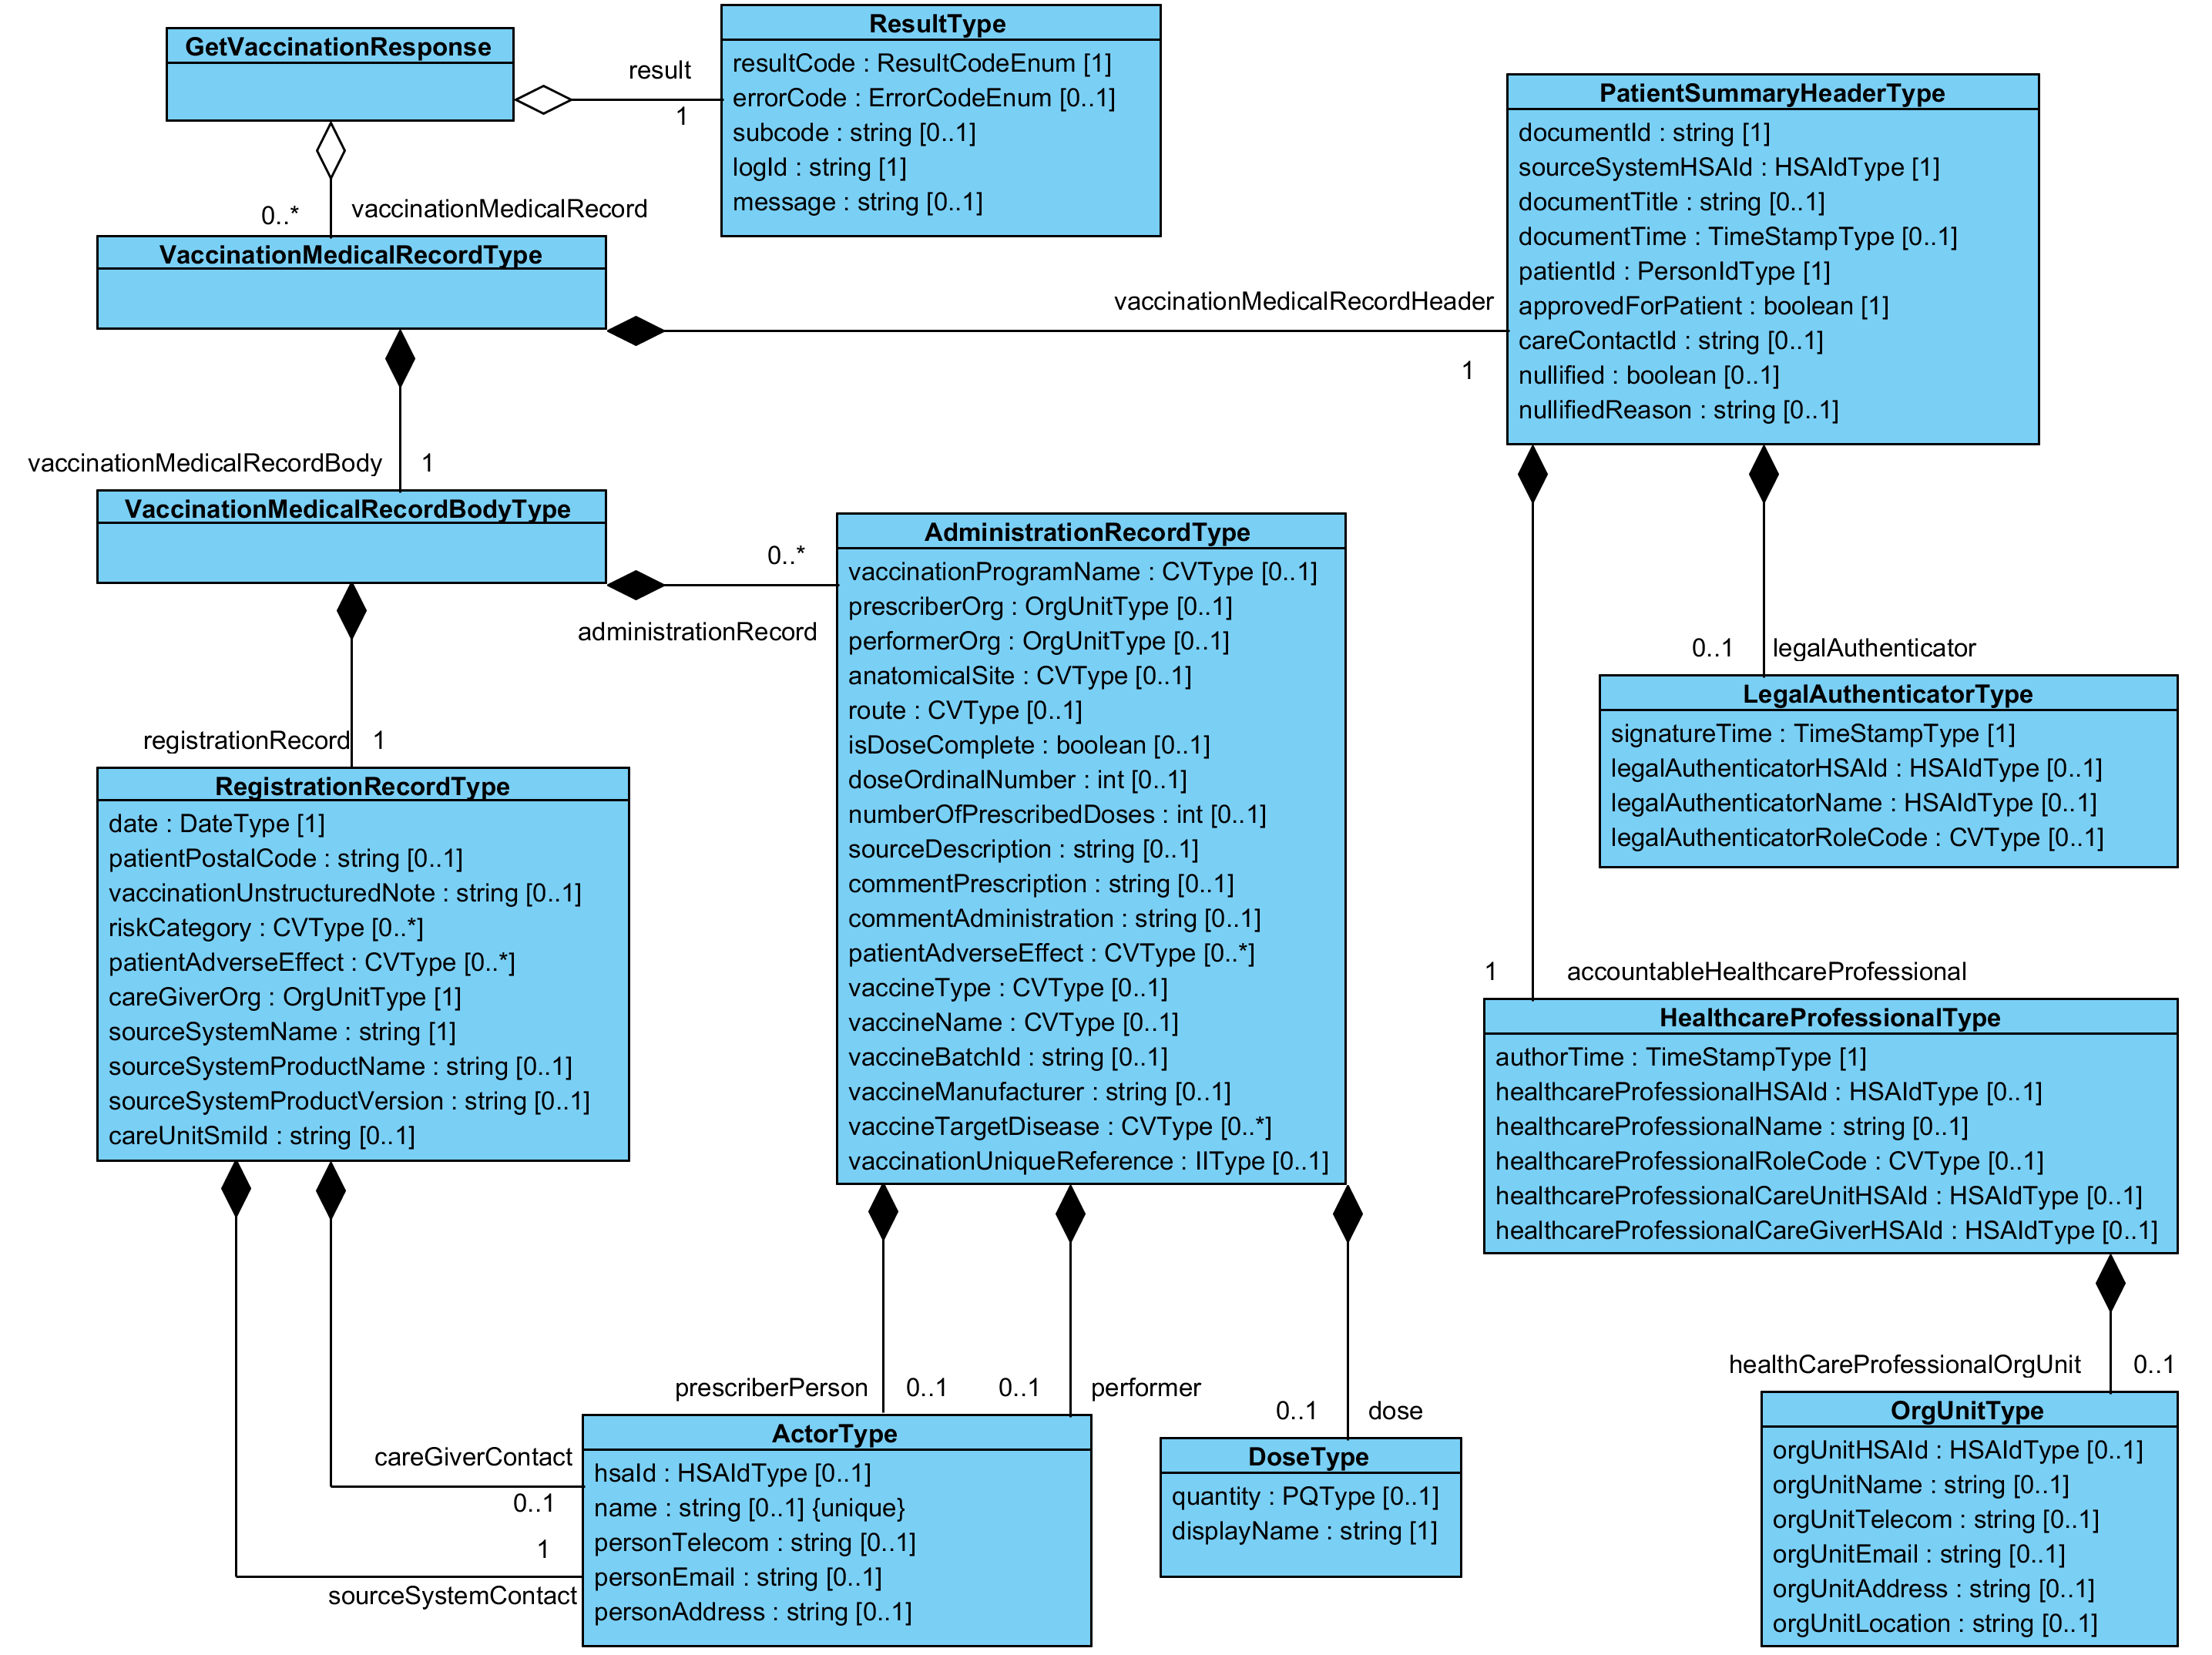 GetVaccinationResponse
result
1
ResultType
resultCode : ResultCodeEnum [1]
errorCode : ErrorCodeEnum [0..1]
subcode : string [0..1]
logId : string [1]
message : string [0..1]
0..*
vaccinationMedicalRecord
VaccinationMedicalRecordType
vaccinationMedicalRecordHeader
1
PatientSummaryHeaderType
documentId : string [1]
sourceSystemHSAId : HSAIdType [1]
documentTitle : string [0..1]
documentTime : TimeStampType [0..1]
patientId : PersonIdType [1]
approvedForPatient : boolean [1]
careContactId : string [0..1]
nullified : boolean [0..1]
nullifiedReason : string [0..1]
vaccinationMedicalRecordBody
1
VaccinationMedicalRecordBodyType
0..*
administrationRecord
AdministrationRecordType
vaccinationProgramName : CVType [0..1]
prescriberOrg : OrgUnitType [0..1]
performerOrg : OrgUnitType [0..1]
anatomicalSite : CVType [0..1]
route : CVType [0..1]
isDoseComplete : boolean [0..1]
doseOrdinalNumber : int [0..1]
numberOfPrescribedDoses : int [0..1]
sourceDescription : string [0..1]
commentPrescription : string [0..1]
commentAdministration : string [0..1]
patientAdverseEffect : CVType [0..*]
vaccineType : CVType [0..1]
vaccineName : CVType [0..1]
vaccineBatchId : string [0..1]
vaccineManufacturer : string [0..1]
vaccineTargetDisease : CVType [0..*]
vaccinationUniqueReference : IIType [0..1]
0..1
legalAuthenticator
LegalAuthenticatorType
signatureTime : TimeStampType [1]
legalAuthenticatorHSAId : HSAIdType [0..1]
legalAuthenticatorName : HSAIdType [0..1]
legalAuthenticatorRoleCode : CVType [0..1]
registrationRecord
1
RegistrationRecordType
date : DateType [1]
patientPostalCode : string [0..1]
vaccinationUnstructuredNote : string [0..1]
riskCategory : CVType [0..*]
patientAdverseEffect : CVType [0..*]
careGiverOrg : OrgUnitType [1]
sourceSystemName : string [1]
sourceSystemProductName : string [0..1]
sourceSystemProductVersion : string [0..1]
careUnitSmiId : string [0..1]
1
accountableHealthcareProfessional
HealthcareProfessionalType
authorTime : TimeStampType [1]
healthcareProfessionalHSAId : HSAIdType [0..1]
healthcareProfessionalName : string [0..1]
healthcareProfessionalRoleCode : CVType [0..1]
healthcareProfessionalCareUnitHSAId : HSAIdType [0..1]
healthcareProfessionalCareGiverHSAId : HSAIdType [0..1]
prescriberPerson
0..1
0..1
performer
0..1
dose
healthCareProfessionalOrgUnit
0..1
careGiverContact
0..1
1
sourceSystemContact
ActorType
hsaId : HSAIdType [0..1]
name : string [0..1] {unique}
personTelecom : string [0..1]
personEmail : string [0..1]
personAddress : string [0..1]
DoseType
quantity : PQType [0..1]
displayName : string [1]
OrgUnitType
orgUnitHSAId : HSAIdType [0..1]
orgUnitName : string [0..1]
orgUnitTelecom : string [0..1]
orgUnitEmail : string [0..1]
orgUnitAddress : string [0..1]
orgUnitLocation : string [0..1]